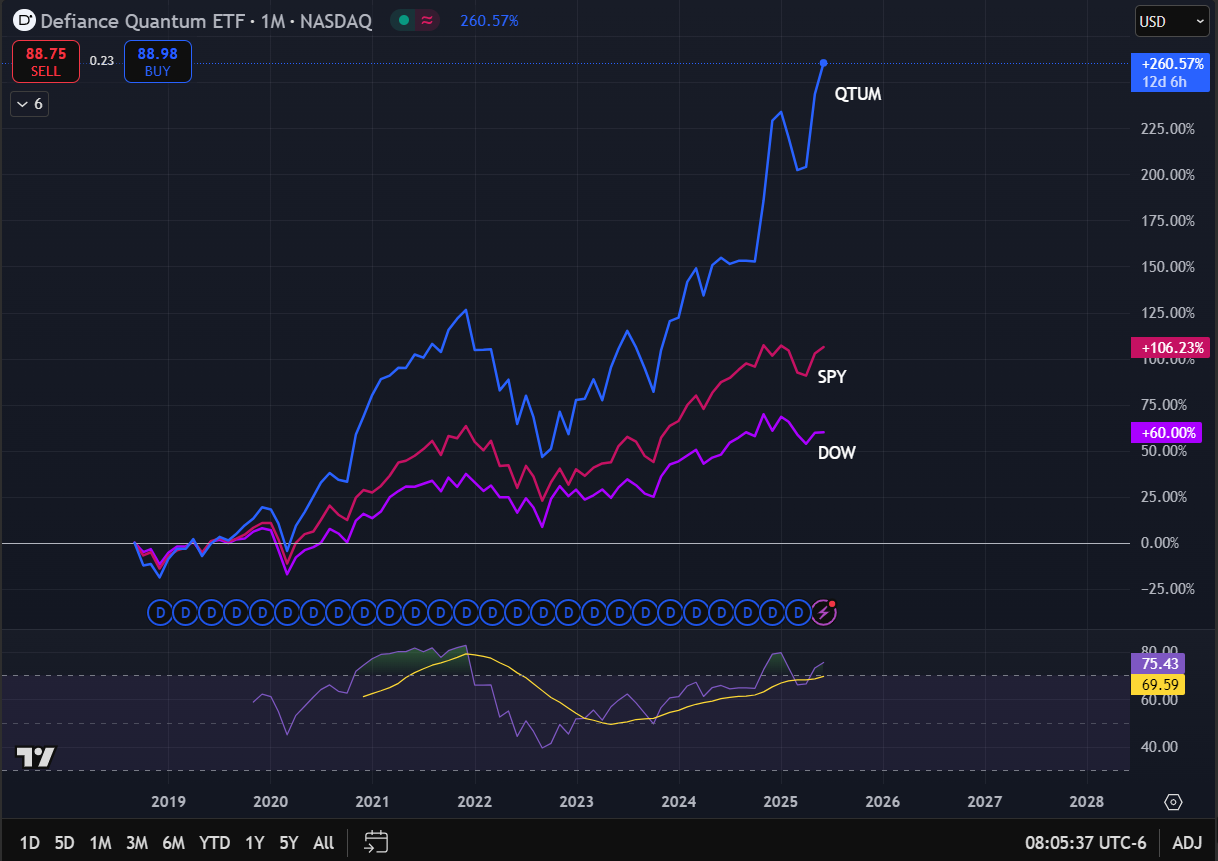 Defiance Quantum ETF · 1M · NASDAQ 260.57%
USD
88.75
SELL
0.23
88.98
BUY
6
+260.57%
12d 6h
QTUM
225.00%
200.00%
175.00%
150.00%
125.00%
+106.23%
100.00%
SPY
75.00%
+60.00%
50.00%
DOW
25.00%
0.00%
−25.00%
D D D D D D D D D D D D D D D D D D D D D D D D D D
80.00
75.43
69.59
60.00
40.00
2019 2020 2021 2022 2023 2024 2025 2026 2027 2028
1D 5D 1M 3M 6M YTD 1Y 5Y All
08:05:37 UTC-6 ADJ